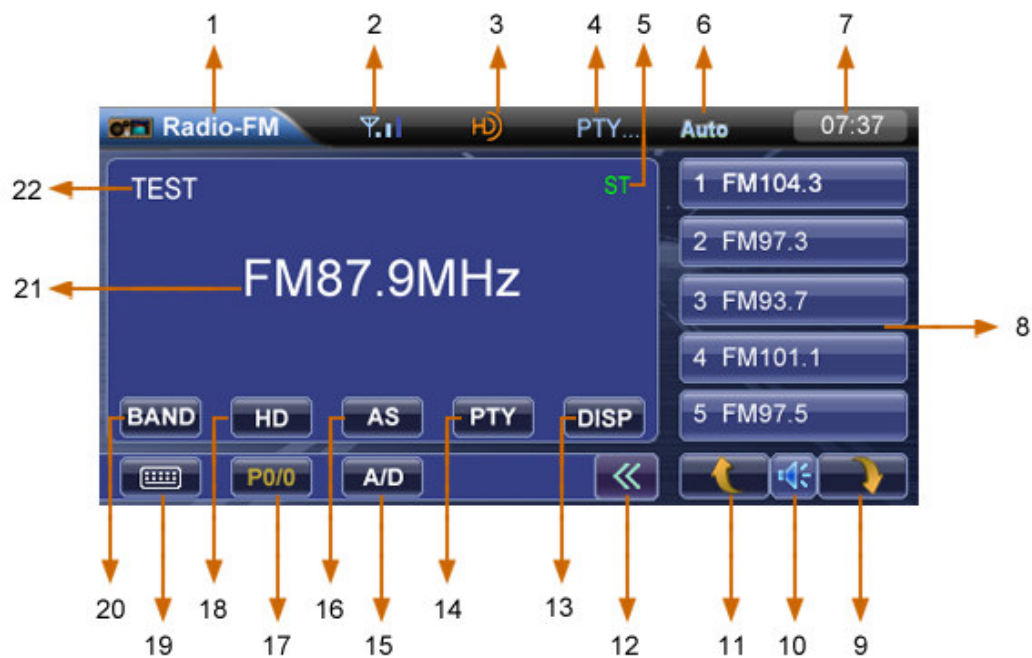 1 2 3 4 5 6 7
Radio-FM HD PTY... Auto 07:37
22 TEST ST 1 FM104.3
2 FM97.3
21 FM87.9MHz 3 FM93.7
8
4 FM101.1
BAND HD AS PTY DISP 5 FM97.5
P0/0 A/D
20 18 16 14 13
19 17 15 12 11 10 9